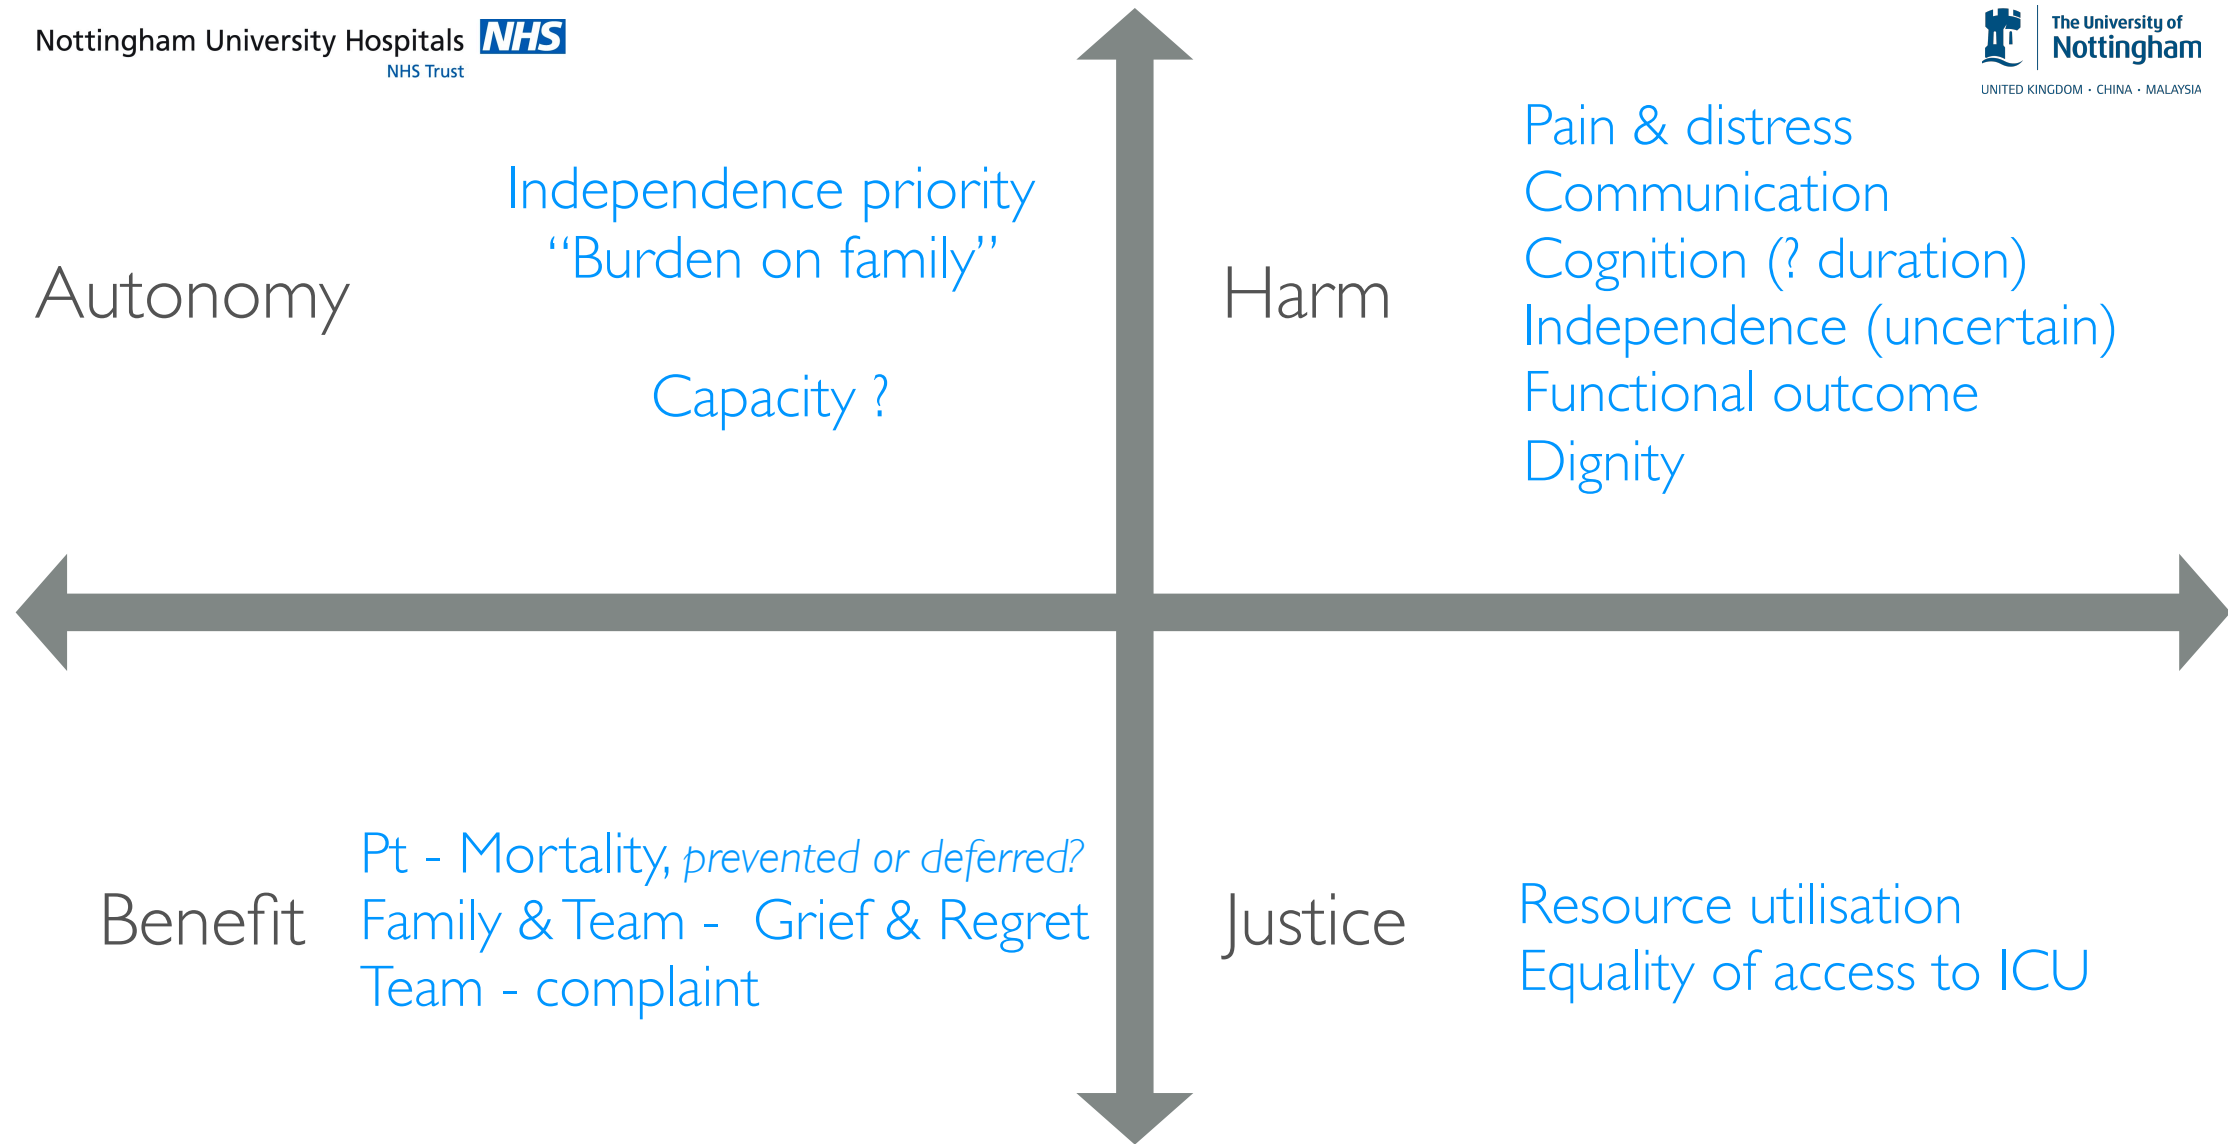 Nottingham University Hospitals NHS
NHS Trust
The University of
Nottingham
UNITED KINGDOM · CHINA · MALAYSIA
Autonomy
Independence priority
“Burden on family”
Capacity ?
Harm
Pain & distress
Communication
Cognition (? duration)
Independence (uncertain)
Functional outcome
Dignity
Benefit
Pt - Mortality, prevented or deferred?
Family & Team - Grief & Regret
Team - complaint
Justice
Resource utilisation
Equality of access to ICU